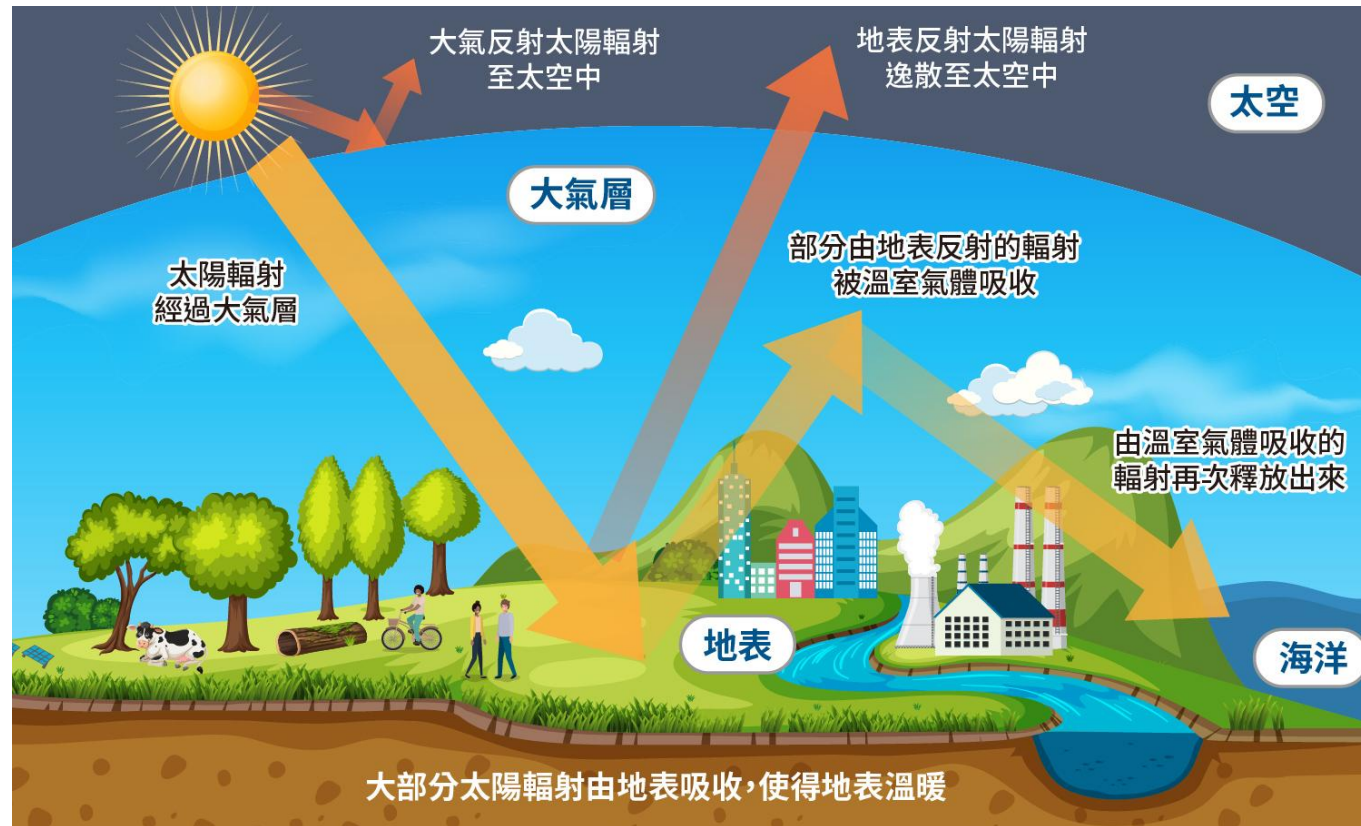 大氣反射太陽輻射
至太空中
地表反射太陽輻射
逸散至太空中
太空
大氣層
太陽輻射
經過大氣層
部分由地表反射的輻射
被溫室氣體吸收
由溫室氣體吸收的
輻射再次釋放出來
地表
海洋
大部分太陽輻射由地表吸收，使得地表溫暖